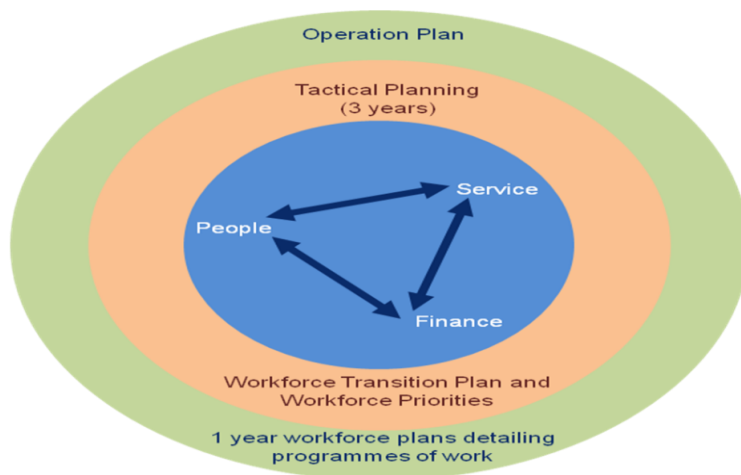 Operation Plan
Tactical Planning
(3 years)
Service
People
Finance
Workforce Transition Plan and
Workforce Priorities
1 year workforce plans detailing
programmes of work